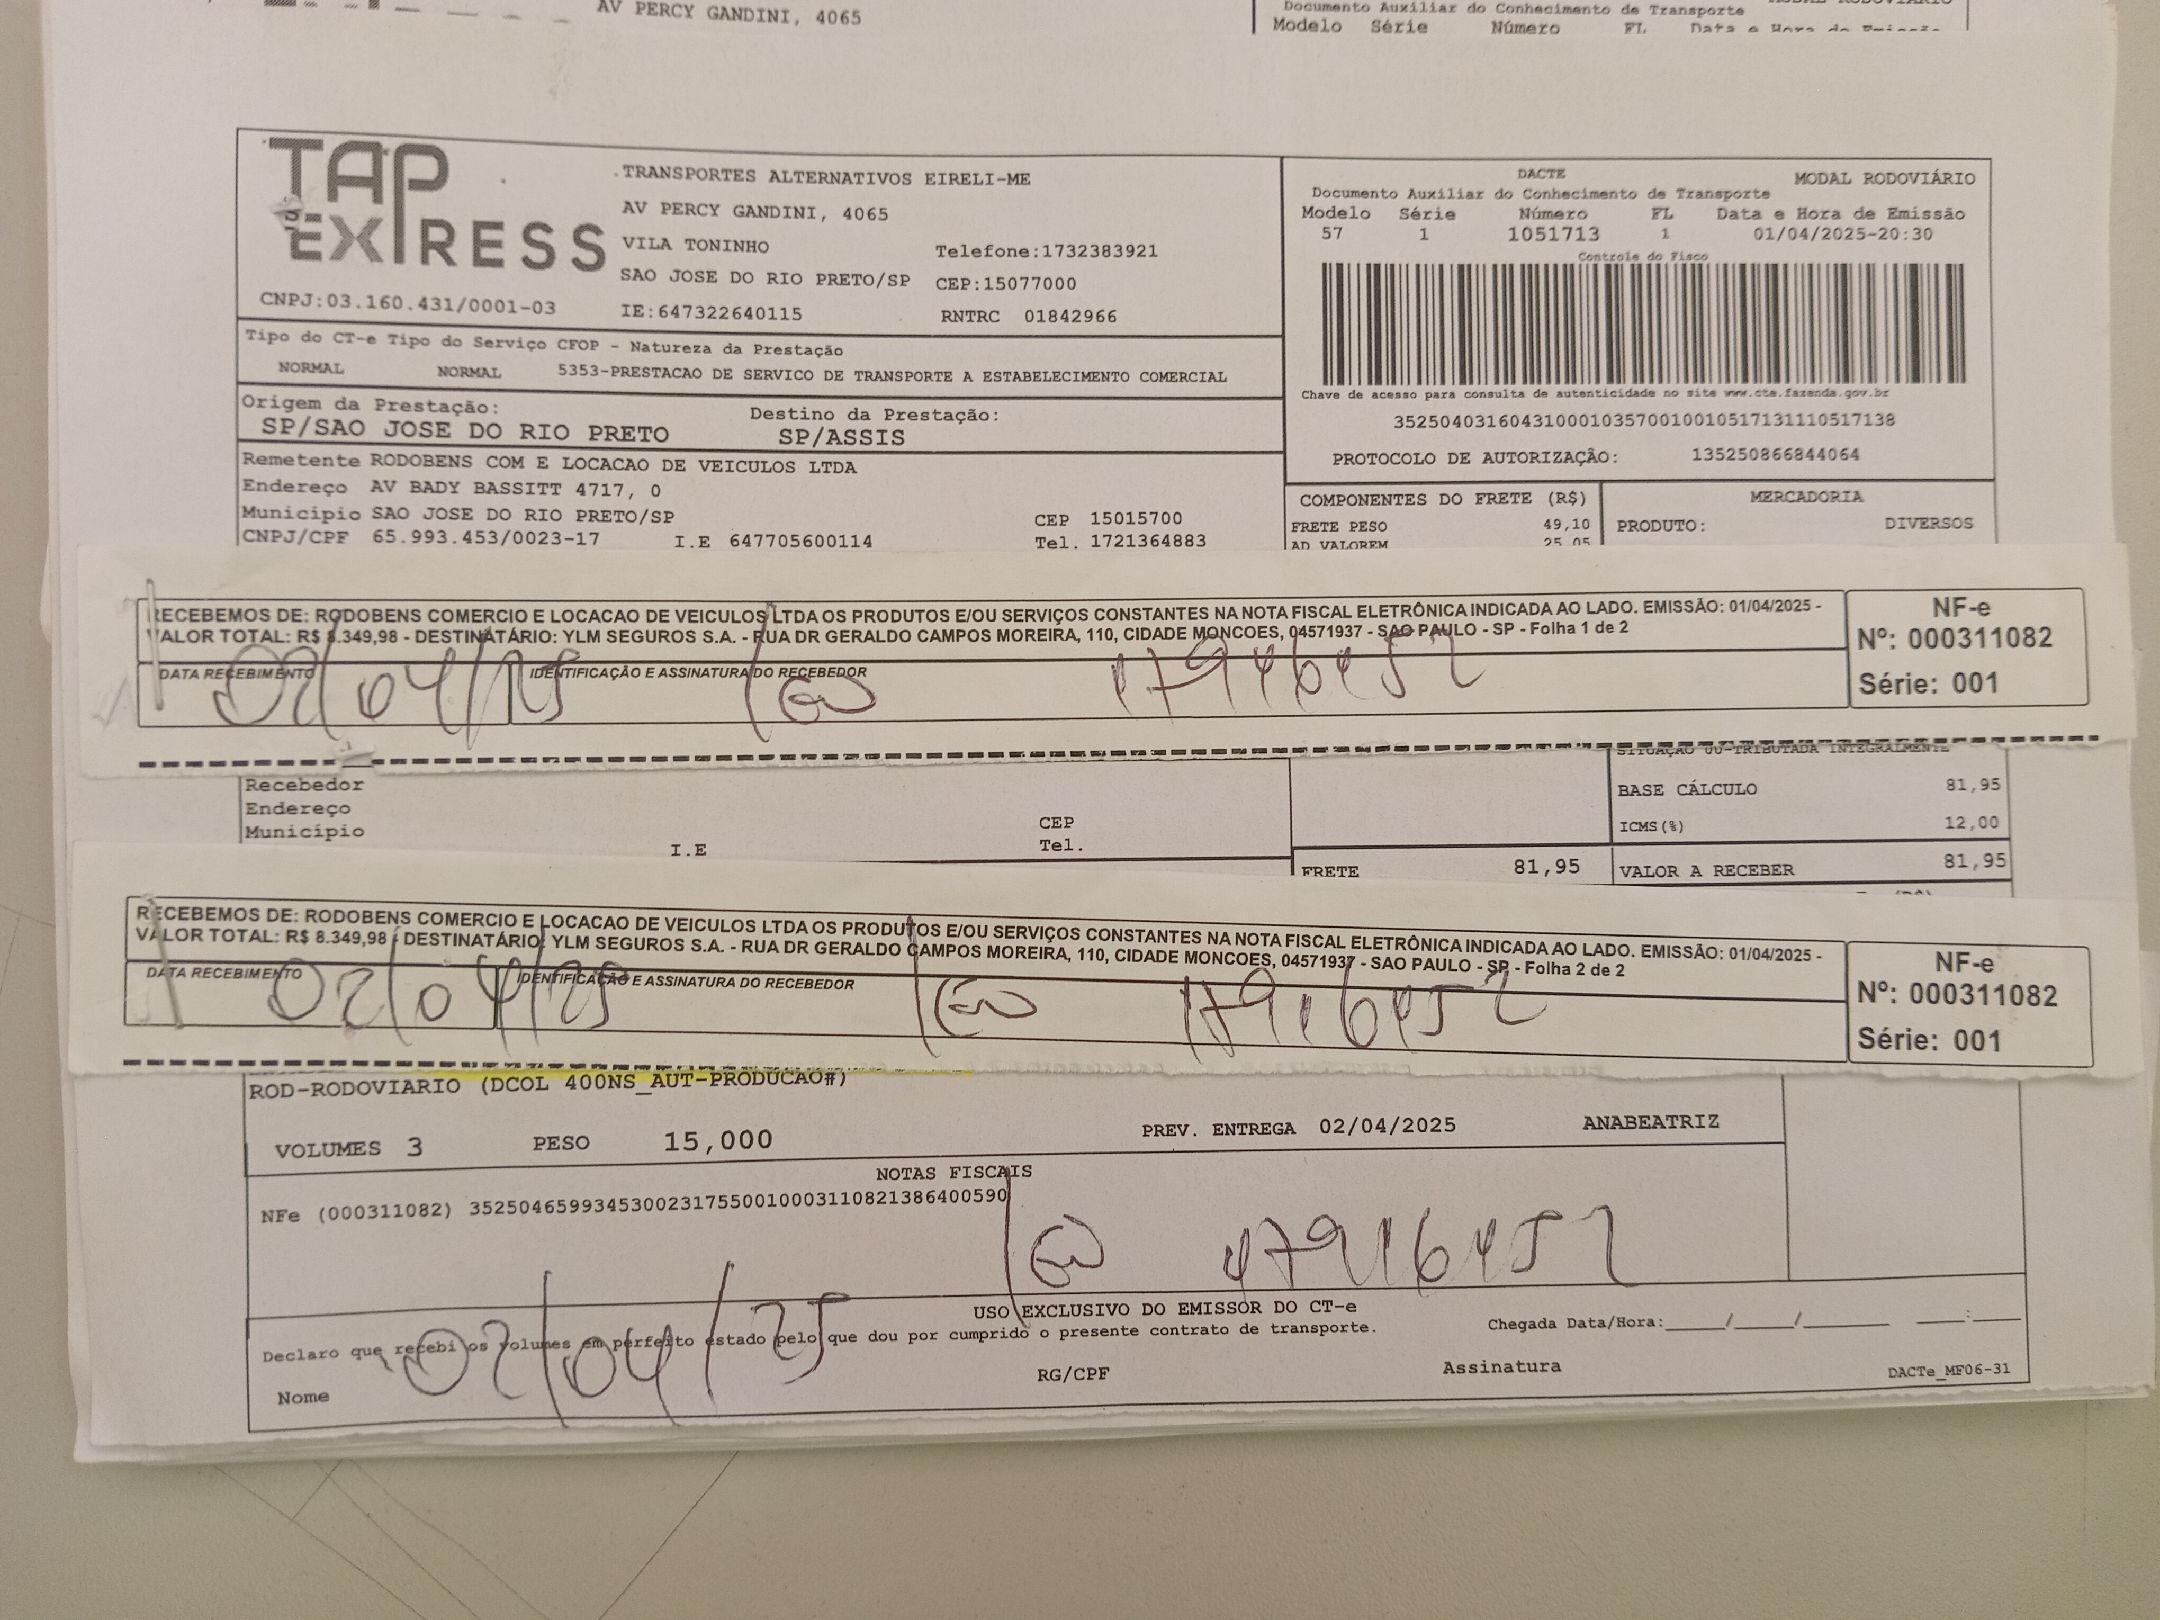 AV PERCY GANDINI, 4065
Documento Auxiliar do Conhecimento de Transporte
Modelo Série Número FL Data e Hora de Emissão
TAP EXPRESS
TRANSPORTES ALTERNATIVOS EIRELI-ME
AV PERCY GANDINI, 4065
VILA TONINHO Telefone:1732383921
SAO JOSE DO RIO PRETO/SP CEP:15077000
CNPJ:03.160.431/0001-03 IE:647322640115 RNTRC 01842966
DACTE MODAL RODOVIÁRIO
Documento Auxiliar do Conhecimento de Transporte
Modelo Série Número FL Data e Hora de Emissão
57 1 1051713 1 01/04/2025-20:30
Controle do Fisco
Chave de acesso para consulta de autenticidade no site www.cte.fazenda.gov.br
35250403160431000103570010010517131110517138
PROTOCOLO DE AUTORIZAÇÃO: 135250866844064
Tipo do CT-e Tipo do Serviço CFOP - Natureza da Prestação
NORMAL NORMAL 5353-PRESTACAO DE SERVICO DE TRANSPORTE A ESTABELECIMENTO COMERCIAL
Origem da Prestação: Destino da Prestação:
SP/SAO JOSE DO RIO PRETO SP/ASSIS
Remetente RODOBENS COM E LOCACAO DE VEICULOS LTDA
Endereço AV BADY BASSITT 4717, 0
Município SAO JOSE DO RIO PRETO/SP CEP 15015700
CNPJ/CPF 65.993.453/0023-17 I.E 647705600114 Tel. 1721364883
COMPONENTES DO FRETE (R$) MERCADORIA
FRETE PESO 49,10 PRODUTO: DIVERSOS
AD VALOREM 25,05
RECEBEMOS DE: RODOBENS COMERCIO E LOCACAO DE VEICULOS LTDA OS PRODUTOS E/OU SERVIÇOS CONSTANTES NA NOTA FISCAL ELETRÔNICA INDICADA AO LADO. EMISSÃO: 01/04/2025 -
VALOR TOTAL: R$ 8.349,98 - DESTINATÁRIO: YLM SEGUROS S.A. - RUA DR GERALDO CAMPOS MOREIRA, 110, CIDADE MONCOES, 04571937 - SAO PAULO - SP - Folha 1 de 2
DATA RECEBIMENTO IDENTIFICAÇÃO E ASSINATURA DO RECEBEDOR
02/04/25
NF-e
Nº: 000311082
Série: 001
SITUAÇÃO 00-TRIBUTADA INTEGRALMENTE
Recebedor
Endereço
Município CEP
I.E Tel.
BASE CÁLCULO 81,95
ICMS(%) 12,00
FRETE 81,95 VALOR A RECEBER 81,95
RECEBEMOS DE: RODOBENS COMERCIO E LOCACAO DE VEICULOS LTDA OS PRODUTOS E/OU SERVIÇOS CONSTANTES NA NOTA FISCAL ELETRÔNICA INDICADA AO LADO. EMISSÃO: 01/04/2025 -
VALOR TOTAL: R$ 8.349,98 - DESTINATÁRIO: YLM SEGUROS S.A. - RUA DR GERALDO CAMPOS MOREIRA, 110, CIDADE MONCOES, 04571937 - SAO PAULO - SP - Folha 2 de 2
DATA RECEBIMENTO IDENTIFICAÇÃO E ASSINATURA DO RECEBEDOR
02/04/25
NF-e
Nº: 000311082
Série: 001
ROD-RODOVIARIO (DCOL 400NS_AUT-PRODUCAO#)
VOLUMES 3 PESO 15,000 PREV. ENTREGA 02/04/2025 ANABEATRIZ
NOTAS FISCAIS
NFe (000311082) 35250465993453002317550010003110821386400590
USO EXCLUSIVO DO EMISSOR DO CT-e
Declaro que recebi os volumes em perfeito estado pelo que dou por cumprido o presente contrato de transporte. Chegada Data/Hora:____/____/______ ___:___
02/04/25
Nome RG/CPF Assinatura DACTe_MF06-31